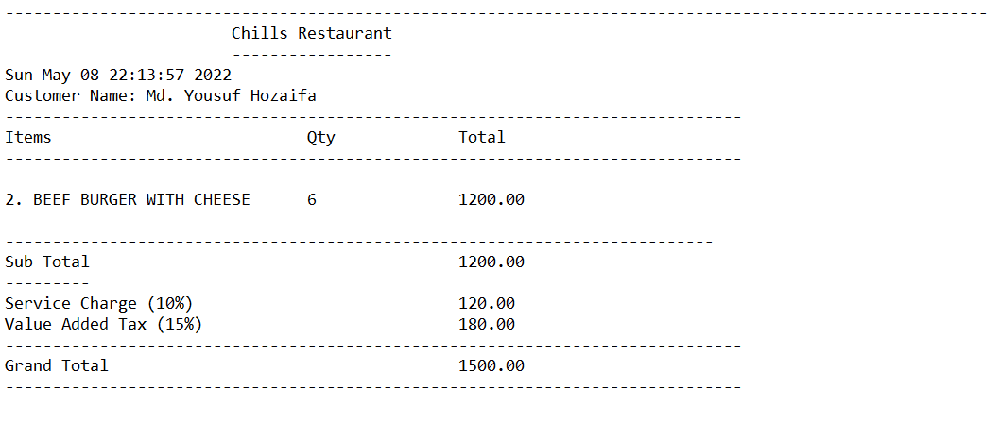 --------------------------------------------------------------------------------------------------------
Chills Restaurant
-----------------
Sun May 08 22:13:57 2022
Customer Name: Md. Yousuf Hozaifa
------------------------------------------------------------------------------
Items Qty Total
------------------------------------------------------------------------------
2. BEEF BURGER WITH CHEESE 6 1200.00
---------------------------------------------------------------------------
Sub Total 1200.00
---------
Service Charge (10%) 120.00
Value Added Tax (15%) 180.00
------------------------------------------------------------------------------
Grand Total 1500.00
------------------------------------------------------------------------------